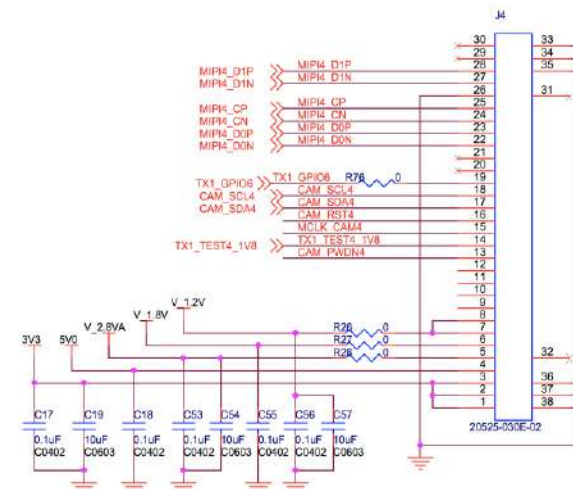 J4
30
29
28
27
26
25
24
23
22
21
20
19
18
17
16
15
14
13
12
11
10
9
8
7
6
5
4
3
2
1
33
34
35
31
32
36
37
38
20525-030E-02
MIPI4_D1P MIPI4_D1P
MIPI4_D1N MIPI4_D1N
MIPI4_CP MIPI4_CP
MIPI4_CN MIPI4_CN
MIPI4_D0P MIPI4_D0P
MIPI4_D0N MIPI4_D0N
TX1_GPIO6 TX1_GPIO6 R76 0
CAM_SCL4 CAM_SCL4
CAM_SDA4 CAM_SDA4
CAM_RST4
MCLK_CAM4
TX1_TEST4_1V8 TX1_TEST4_1V8
CAM_PWDN4
V_1.2V
V_1.8V
V_2.8VA
3V3 5V0
R26 0
R27 0
R28 0
C17 C19 C18 C53 C54 C55 C56 C57
0.1uF 10uF 0.1uF 0.1uF 10uF 0.1uF 0.1uF 10uF
C0402 C0603 C0402 C0402 C0603 C0402 C0402 C0603